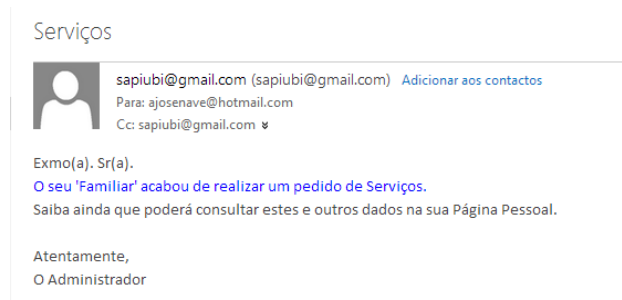 Serviços
sapiubi@gmail.com (sapiubi@gmail.com) Adicionar aos contactos
Para: ajosenave@hotmail.com
Cc: sapiubi@gmail.com
Exmo(a). Sr(a).
O seu 'Familiar' acabou de realizar um pedido de Serviços.
Saiba ainda que poderá consultar estes e outros dados na sua Página Pessoal.
Atentamente,
O Administrador